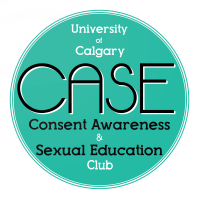 University
of
Calgary
CASE
Consent Awareness
&
Sexual Education
Club